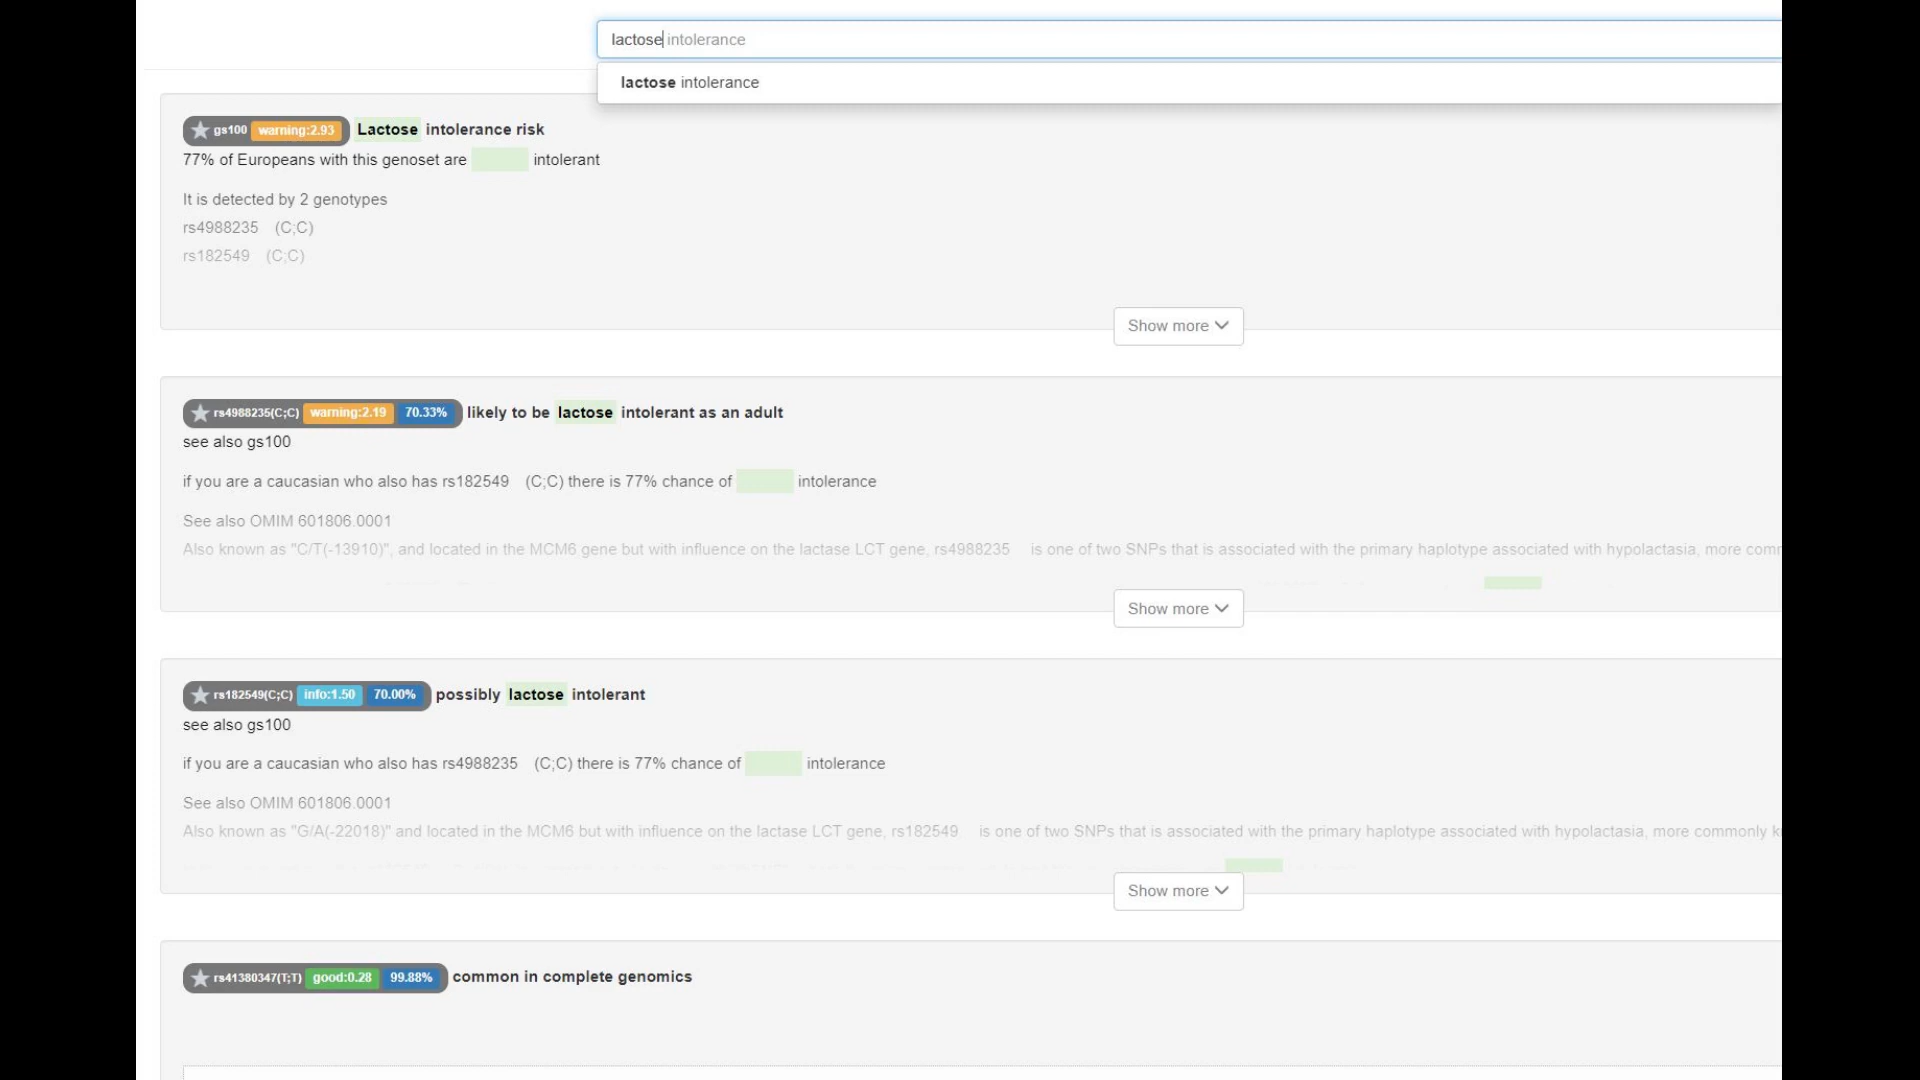 lactose intolerance
lactose intolerance
gs100 warning:2.93 Lactose intolerance risk
77% of Europeans with this genoset are intolerant
It is detected by 2 genotypes
rs4988235 (C;C)
rs182549 (C;C)
Show more
rs4988235(C;C) warning:2.19 70.33% likely to be lactose intolerant as an adult
see also gs100
if you are a caucasian who also has rs182549 (C;C) there is 77% chance of intolerance
See also OMIM 601806.0001
Also known as "C/T(-13910)", and located in the MCM6 gene but with influence on the lactase LCT gene, rs4988235 is one of two SNPs that is associated with the primary haplotype associated with hypolactasia, more comm
Show more
rs182549(C;C) info:1.50 70.00% possibly lactose intolerant
see also gs100
if you are a caucasian who also has rs4988235 (C;C) there is 77% chance of intolerance
See also OMIM 601806.0001
Also known as "G/A(-22018)" and located in the MCM6 but with influence on the lactase LCT gene, rs182549 is one of two SNPs that is associated with the primary haplotype associated with hypolactasia, more commonly k
Show more
rs41380347(T;T) good:0.28 99.88% common in complete genomics